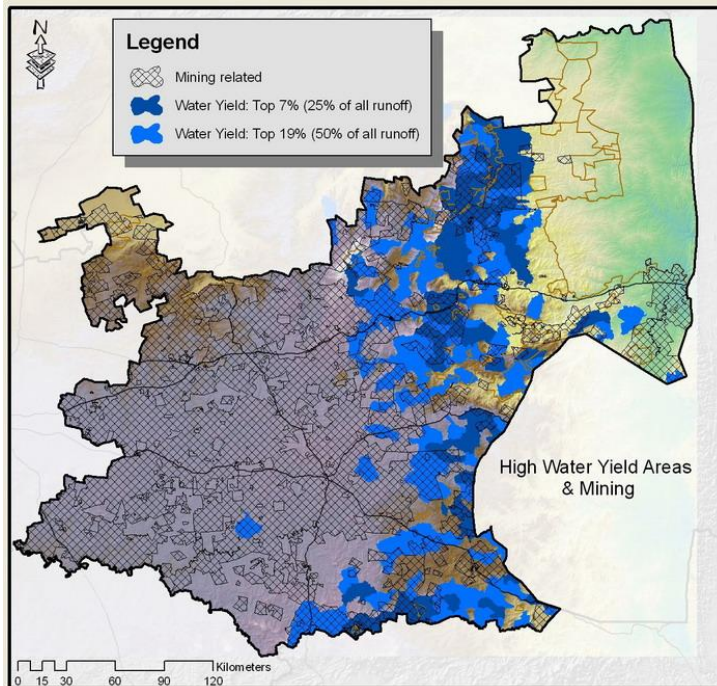 N
Legend
Mining related
Water Yield: Top 7% (25% of all runoff)
Water Yield: Top 19% (50% of all runoff)
High Water Yield Areas
& Mining
Kilometers
0 15 30 60 90 120